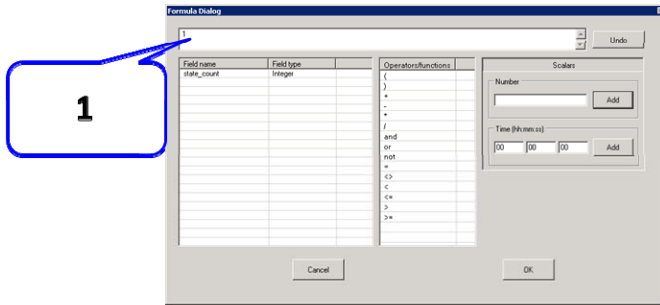 Formula Dialog
1
Undo
1
Field name Field type
state_count Integer
Operators/functions
(
)
+
-
*
/
and
or
not
=
<>
<
<=
>
>=
Scalars
Number
Add
Time (hh:mm:ss)
00 00 00 Add
Cancel OK